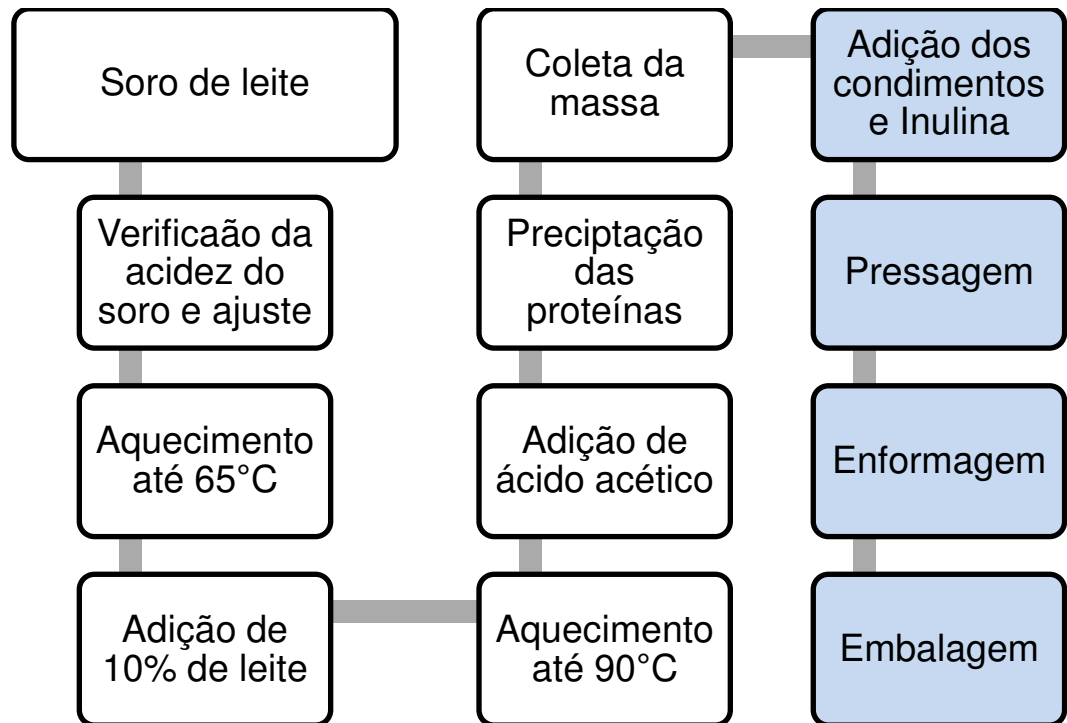 Soro de leite
Verificaão da
acidez do
soro e ajuste
Aquecimento
até 65°C
Adição de
10% de leite
Aquecimento
até 90°C
Adição de
ácido acético
Preciptação
das
proteínas
Coleta da
massa
Adição dos
condimentos
e Inulina
Pressagem
Enformagem
Embalagem